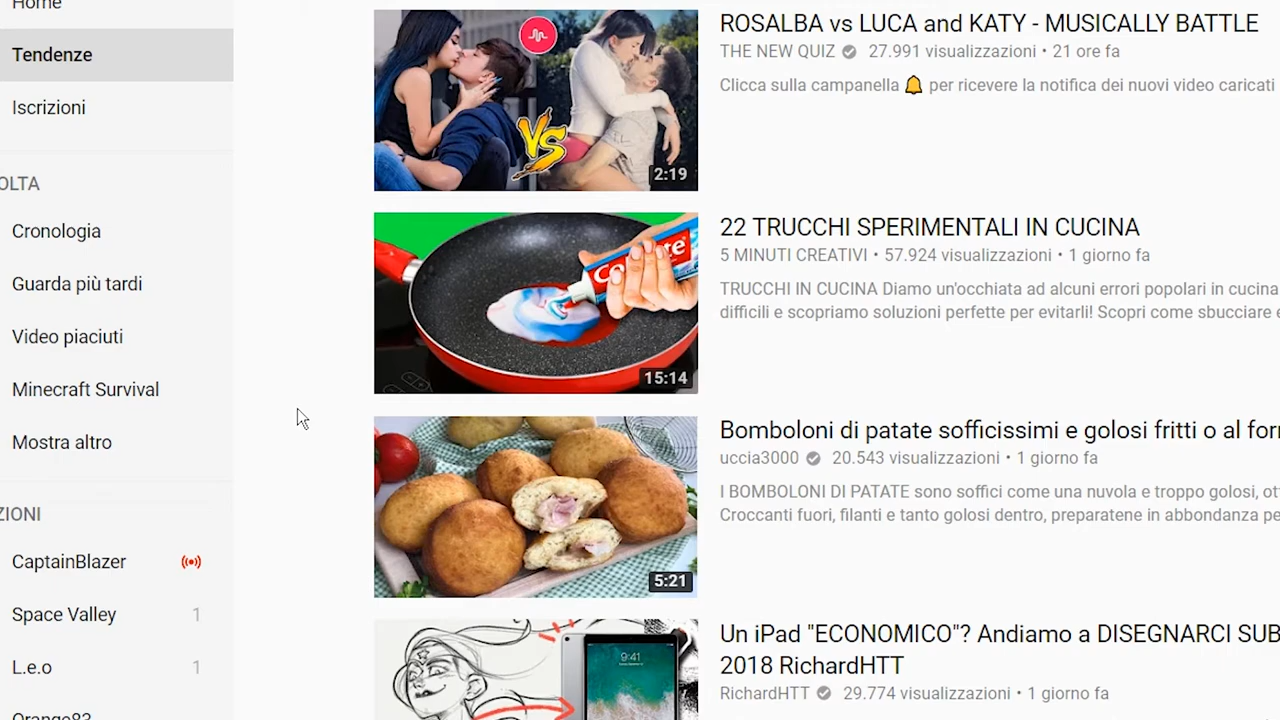 Home
Tendenze
Iscrizioni
OLTA
Cronologia
Guarda più tardi
Video piaciuti
Minecraft Survival
Mostra altro
ZIONI
CaptainBlazer
Space Valley 1
L.e.o 1
Orange83
VS
2:19
ROSALBA vs LUCA and KATY - MUSICALLY BATTLE
THE NEW QUIZ 27.991 visualizzazioni • 21 ore fa
Clicca sulla campanella 🔔 per ricevere la notifica dei nuovi video caricati
15:14
22 TRUCCHI SPERIMENTALI IN CUCINA
5 MINUTI CREATIVI • 57.924 visualizzazioni • 1 giorno fa
TRUCCHI IN CUCINA Diamo un'occhiata ad alcuni errori popolari in cucina
difficili e scopriamo soluzioni perfette per evitarli! Scopri come sbucciare e
5:21
Bomboloni di patate sofficissimi e golosi fritti o al for
uccia3000 20.543 visualizzazioni • 1 giorno fa
I BOMBOLONI DI PATATE sono soffici come una nuvola e troppo golosi, ott
Croccanti fuori, filanti e tanto golosi dentro, preparatene in abbondanza pe
9:41
Un iPad "ECONOMICO"? Andiamo a DISEGNARCI SUB
2018 RichardHTT
RichardHTT 29.774 visualizzazioni • 1 giorno fa